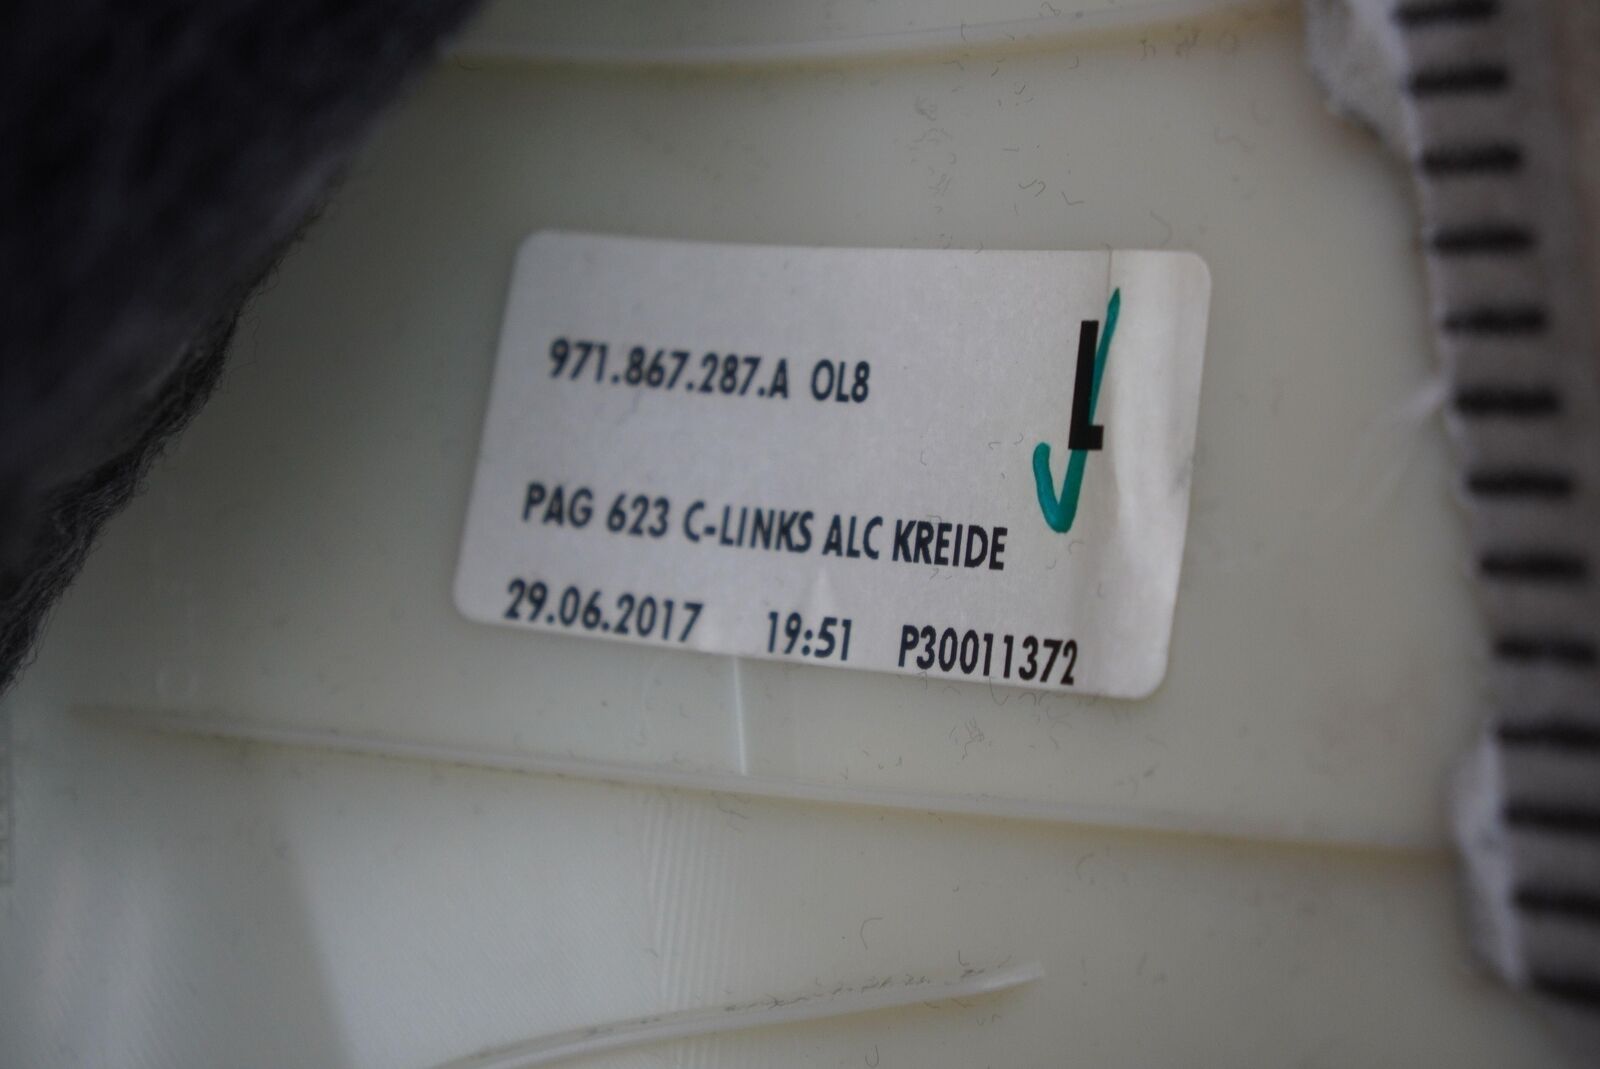 971.867.287.A OL8
L
PAG 623 C-LINKS ALC KREIDE
29.06.2017 19:51 P30011372